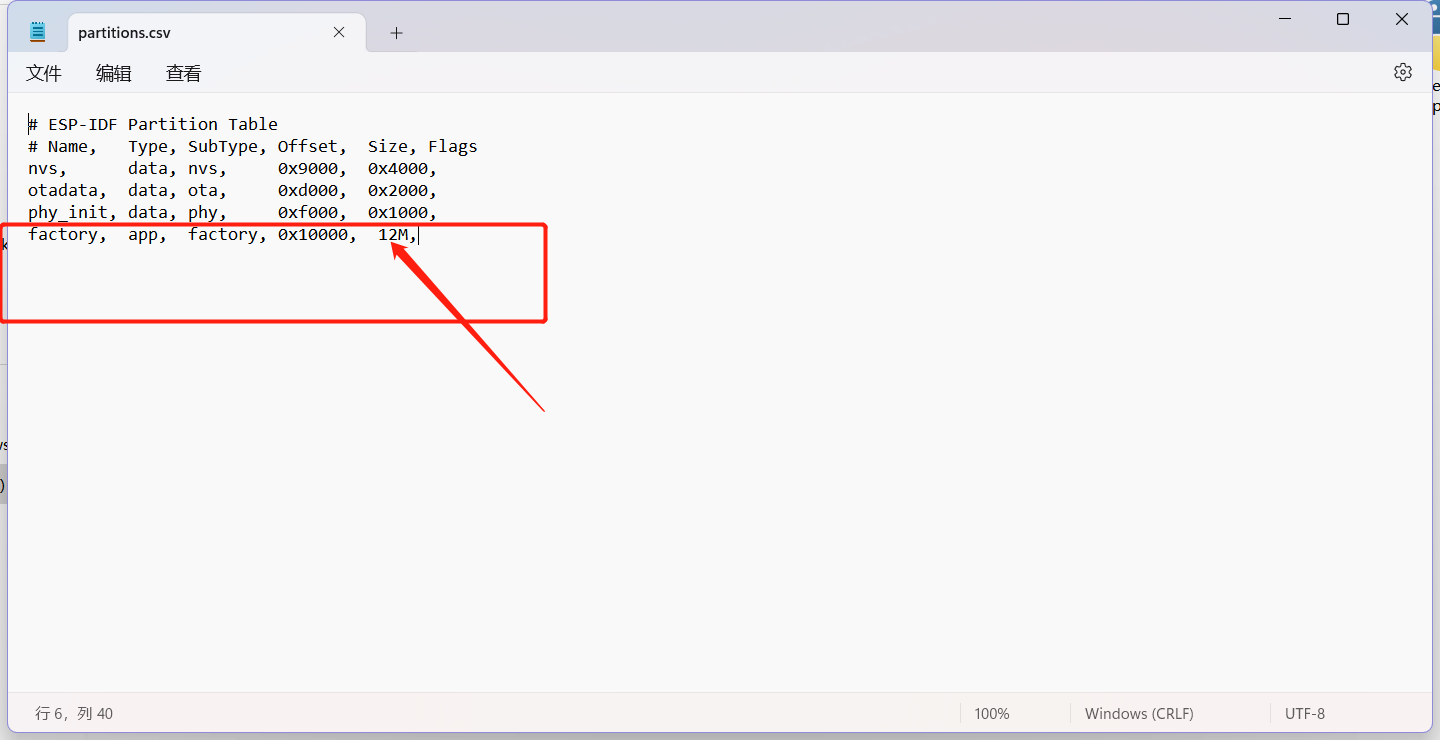 partitions.csv
文件 编辑 查看
# ESP-IDF Partition Table
# Name,   Type, SubType, Offset,  Size, Flags
nvs,      data, nvs,     0x9000,  0x4000,
otadata,  data, ota,     0xd000,  0x2000,
phy_init, data, phy,     0xf000,  0x1000,
factory,  app,  factory, 0x10000,  12M,
行 6，列 40 100% Windows (CRLF) UTF-8